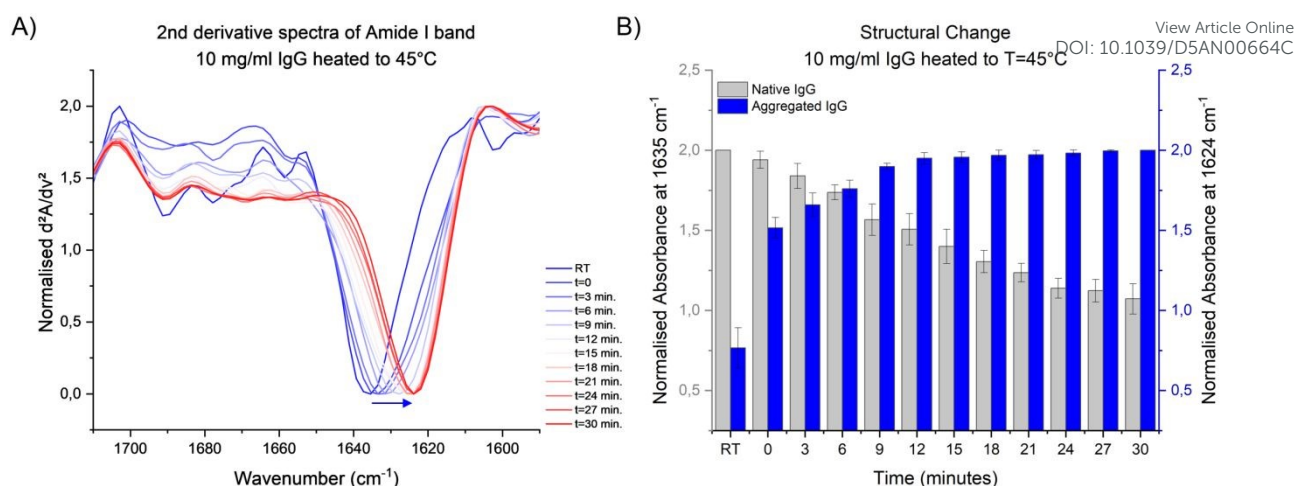 A)
2nd derivative spectra of Amide I band
10 mg/ml IgG heated to 45°C
Normalised d²A/dv²
2,0
1,5
1,0
0,5
0,0
1700 1680 1660 1640 1620 1600
Wavenumber (cm⁻¹)
RT
t=0
t=3 min.
t=6 min.
t=9 min.
t=12 min.
t=15 min.
t=18 min.
t=21 min.
t=24 min.
t=27 min.
t=30 min.
View Article Online
DOI: 10.1039/D5AN00664C
B)
Structural Change
10 mg/ml IgG heated to T=45°C
Native IgG
Aggregated IgG
Normalised Absorbance at 1635 cm⁻¹
2,5
2,0
1,5
1,0
0,5
RT 0 3 6 9 12 15 18 21 24 27 30
Time (minutes)
2,5
2,0
1,5
1,0
0,5
Normalised Absorbance at 1624 cm⁻¹